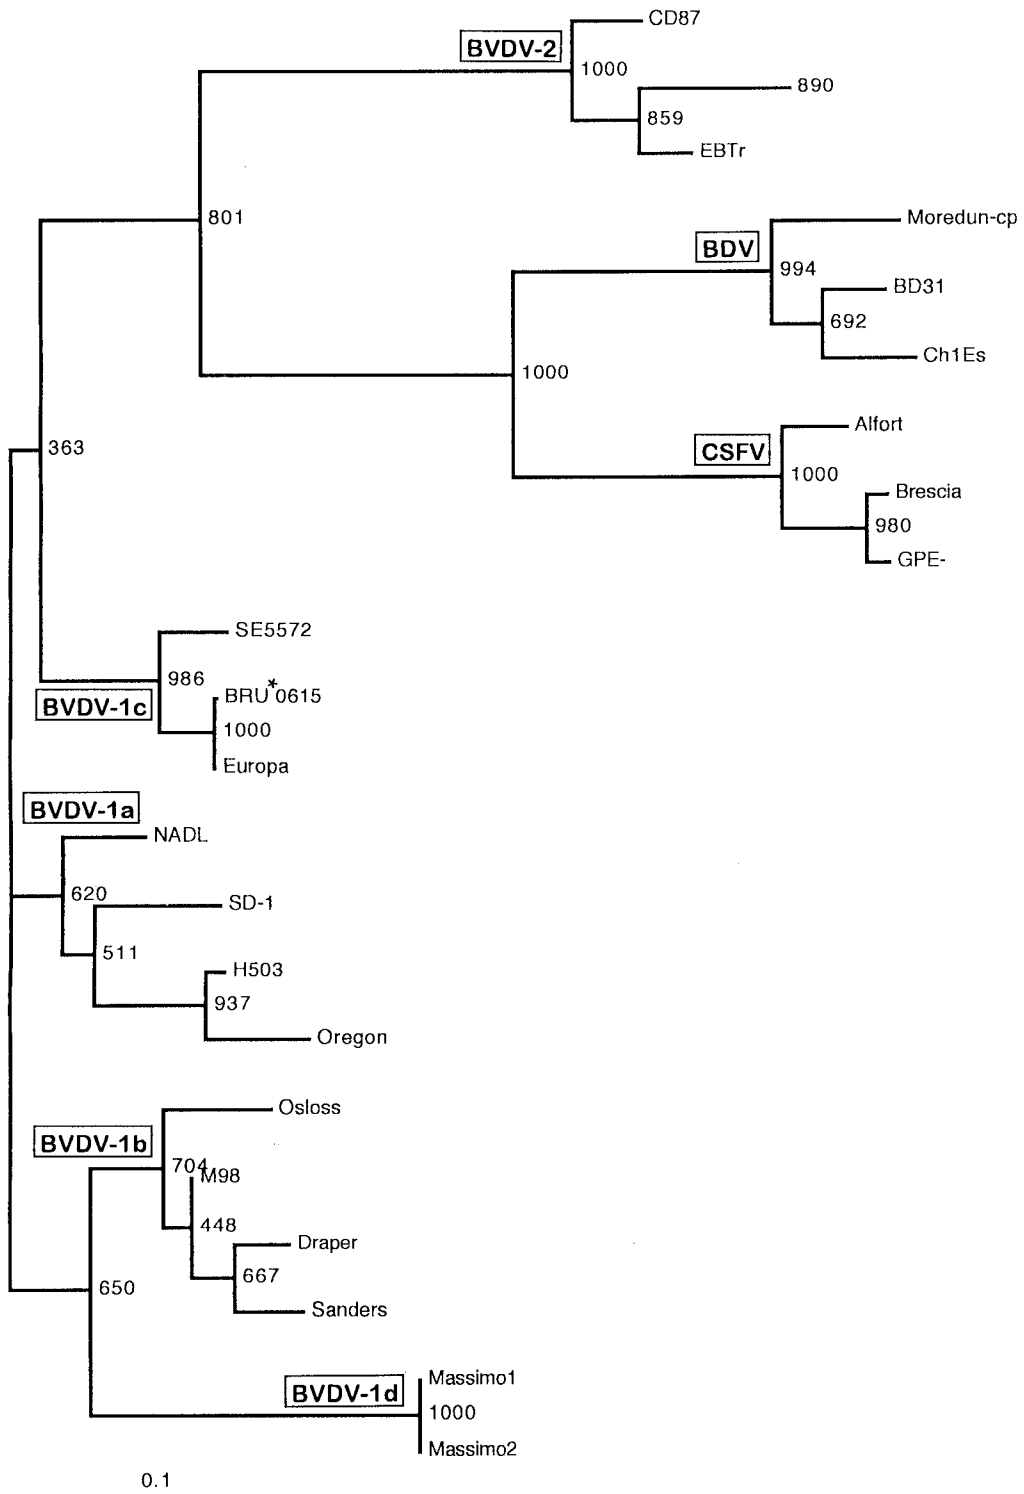 CD87
BVDV-2
1000
890
859
EBTr
801
Moredun-cp
BDV
994
BD31
692
Ch1Es
1000
Alfort
CSFV
1000
Brescia
980
GPE-
363
SE5572
986
BRU*0615
BVDV-1c
1000
Europa
BVDV-1a
NADL
620
SD-1
511
H503
937
Oregon
Osloss
BVDV-1b
704
M98
448
Draper
667
650
Sanders
Massimo1
BVDV-1d
1000
Massimo2
0.1